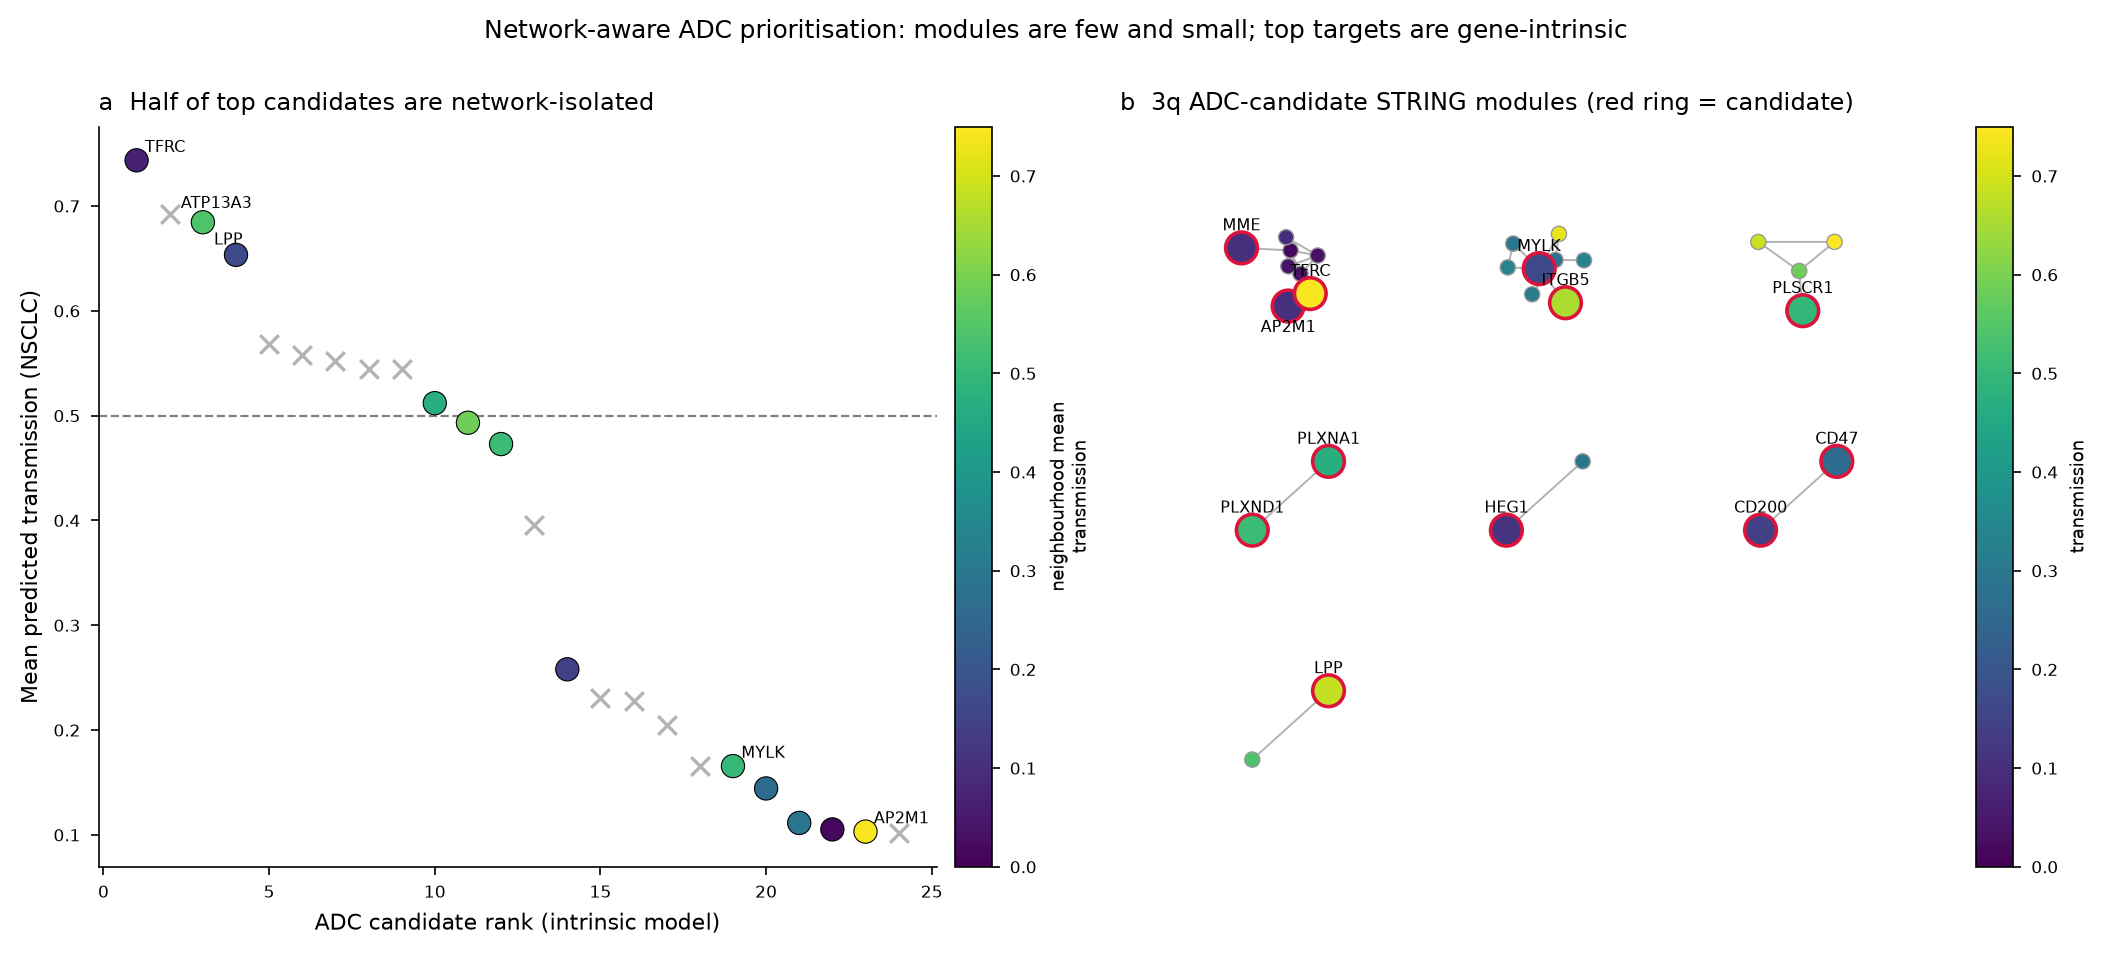 Network-aware ADC prioritisation: modules are few and small; top targets are gene-intrinsic
a Half of top candidates are network-isolated
TFRC
ATP13A3
LPP
MYLK
AP2M1
0.7
0.6
0.5
0.4
0.3
0.2
0.1
0
5
10
15
20
25
Mean predicted transmission (NSCLC)
ADC candidate rank (intrinsic model)
0.7
0.6
0.5
0.4
0.3
0.2
0.1
0.0
neighbourhood mean
transmission
b 3q ADC-candidate STRING modules (red ring = candidate)
MME
TFRC
AP2M1
MYLK
ITGB5
PLSCR1
PLXNA1
PLXND1
HEG1
CD47
CD200
LPP
0.7
0.6
0.5
0.4
0.3
0.2
0.1
0.0
transmission